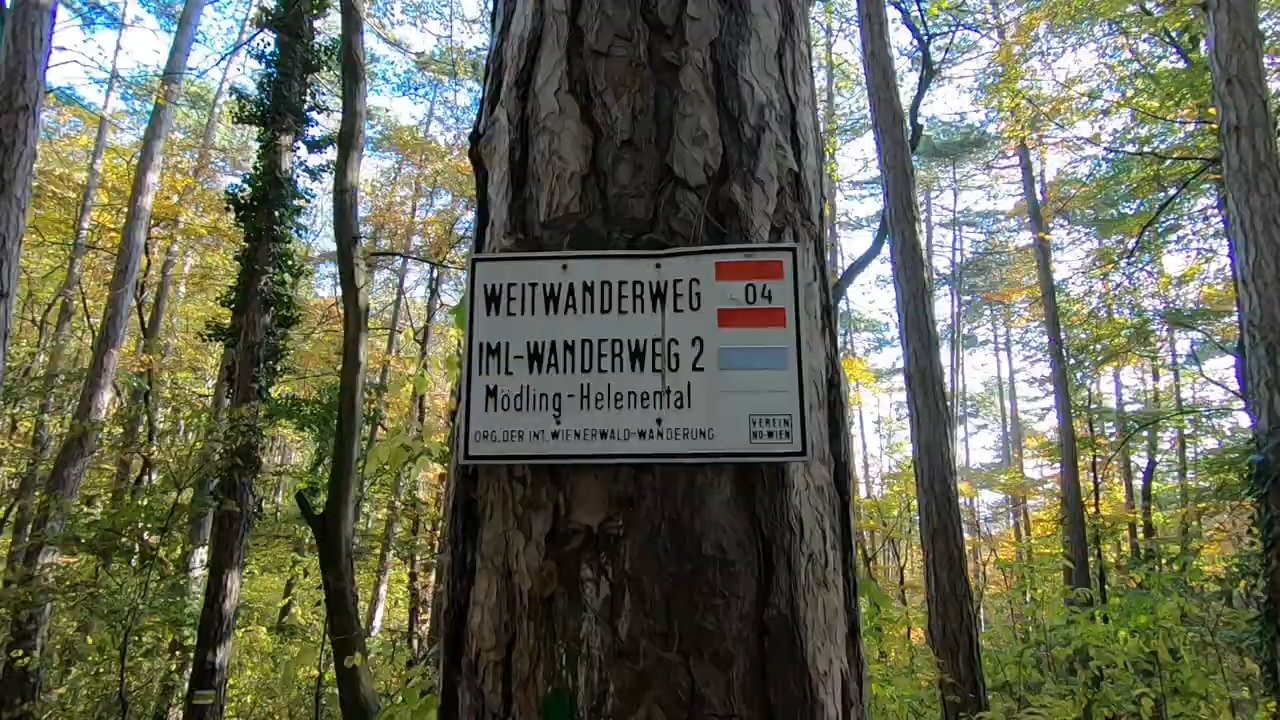 WEITWANDERWEG 04
IML-WANDERWEG 2
Mödling-Helenental
ORG. DER INT. WIENERWALD-WANDERUNG
VEREIN
NÖ-WIEN